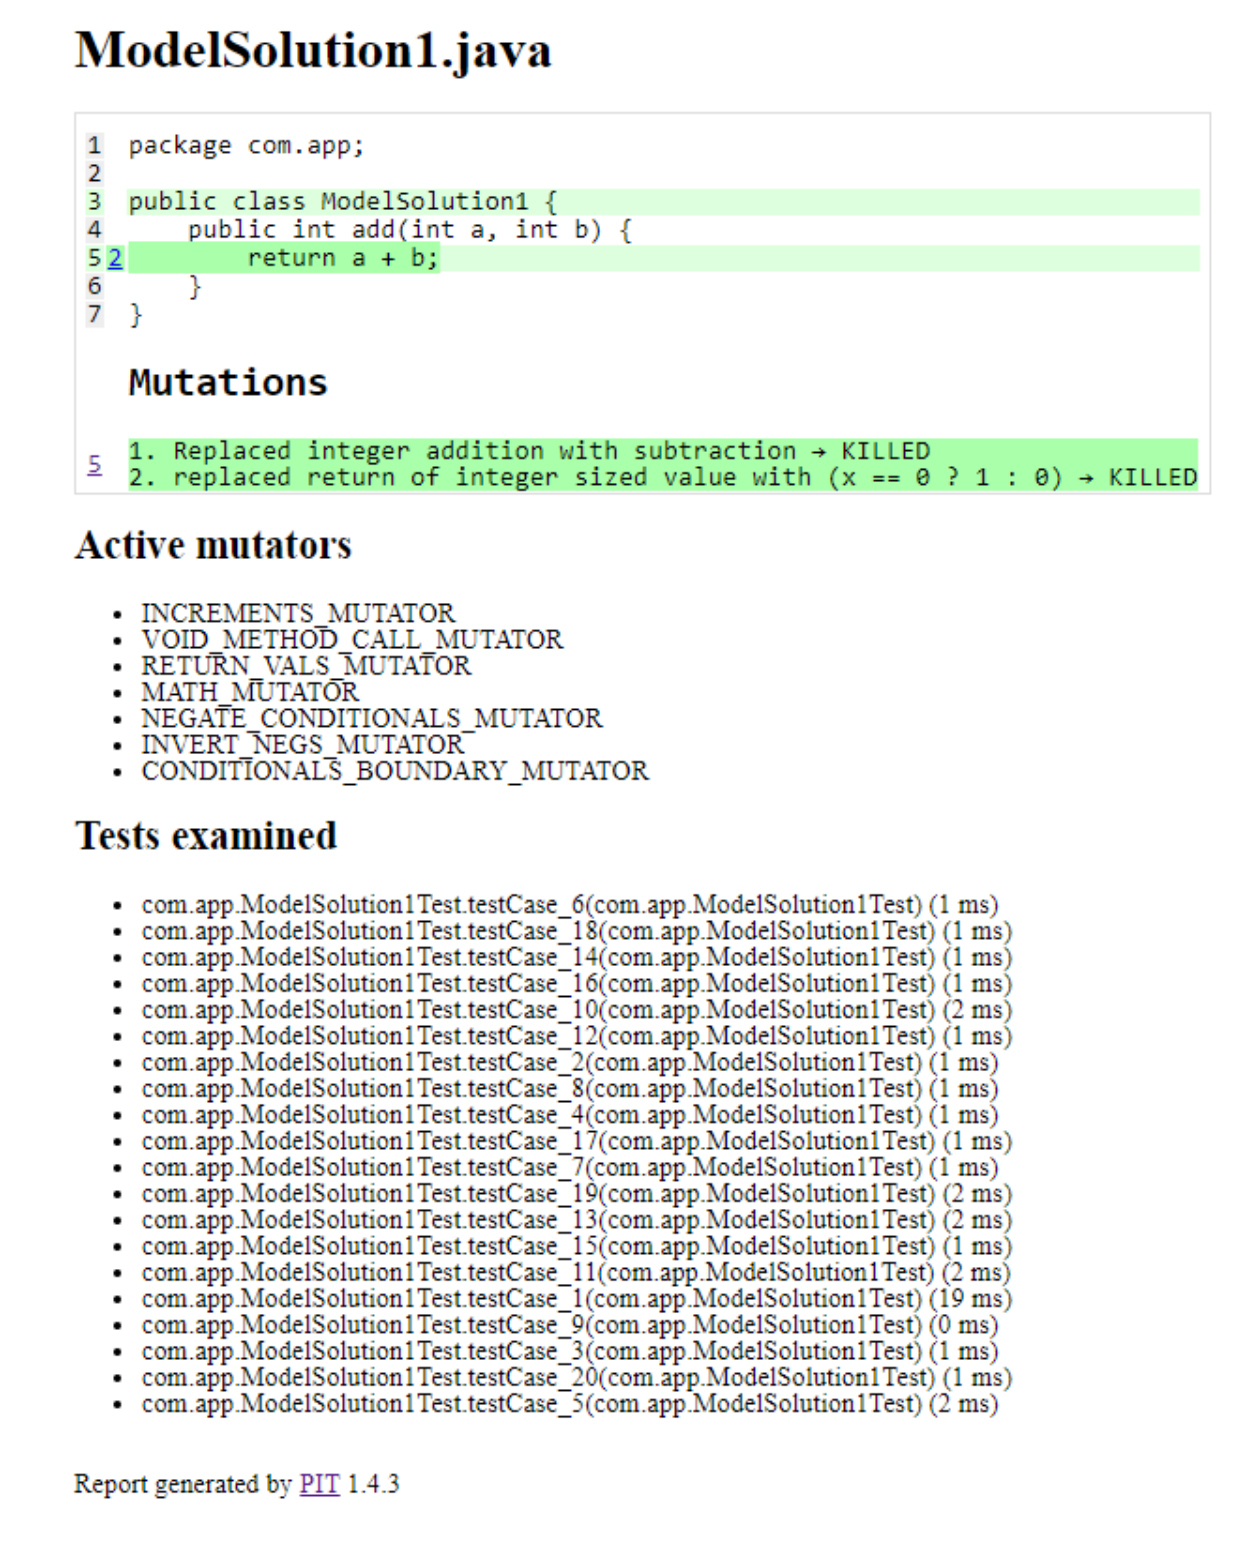 ModelSolution1.java
1 package com.app;
2
3 public class ModelSolution1 {
4 public int add(int a, int b) {
5 2 return a + b;
6 }
7 }
Mutations
5 1. Replaced integer addition with subtraction → KILLED
2. replaced return of integer sized value with (x == 0 ? 1 : 0) → KILLED
Active mutators
• INCREMENTS_MUTATOR
• VOID_METHOD_CALL_MUTATOR
• RETURN_VALS_MUTATOR
• MATH_MUTATOR
• NEGATE_CONDITIONALS_MUTATOR
• INVERT_NEGS_MUTATOR
• CONDITIONALS_BOUNDARY_MUTATOR
Tests examined
• com.app.ModelSolution1Test.testCase_6(com.app.ModelSolution1Test) (1 ms)
• com.app.ModelSolution1Test.testCase_18(com.app.ModelSolution1Test) (1 ms)
• com.app.ModelSolution1Test.testCase_14(com.app.ModelSolution1Test) (1 ms)
• com.app.ModelSolution1Test.testCase_16(com.app.ModelSolution1Test) (1 ms)
• com.app.ModelSolution1Test.testCase_10(com.app.ModelSolution1Test) (2 ms)
• com.app.ModelSolution1Test.testCase_12(com.app.ModelSolution1Test) (1 ms)
• com.app.ModelSolution1Test.testCase_2(com.app.ModelSolution1Test) (1 ms)
• com.app.ModelSolution1Test.testCase_8(com.app.ModelSolution1Test) (1 ms)
• com.app.ModelSolution1Test.testCase_4(com.app.ModelSolution1Test) (1 ms)
• com.app.ModelSolution1Test.testCase_17(com.app.ModelSolution1Test) (1 ms)
• com.app.ModelSolution1Test.testCase_7(com.app.ModelSolution1Test) (1 ms)
• com.app.ModelSolution1Test.testCase_19(com.app.ModelSolution1Test) (2 ms)
• com.app.ModelSolution1Test.testCase_13(com.app.ModelSolution1Test) (2 ms)
• com.app.ModelSolution1Test.testCase_15(com.app.ModelSolution1Test) (1 ms)
• com.app.ModelSolution1Test.testCase_11(com.app.ModelSolution1Test) (2 ms)
• com.app.ModelSolution1Test.testCase_1(com.app.ModelSolution1Test) (19 ms)
• com.app.ModelSolution1Test.testCase_9(com.app.ModelSolution1Test) (0 ms)
• com.app.ModelSolution1Test.testCase_3(com.app.ModelSolution1Test) (1 ms)
• com.app.ModelSolution1Test.testCase_20(com.app.ModelSolution1Test) (1 ms)
• com.app.ModelSolution1Test.testCase_5(com.app.ModelSolution1Test) (2 ms)
Report generated by PIT 1.4.3